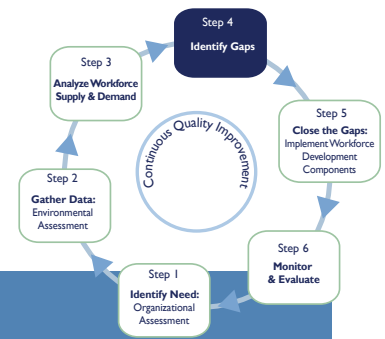 Step 4
Identify Gaps
Step 3
Analyze Workforce
Supply & Demand
Step 5
Close the Gaps:
Implement Workforce
Development
Components
Continuous Quality Improvement
Step 2
Gather Data:
Environmental
Assessment
Step 6
Monitor
& Evaluate
Step 1
Identify Need:
Organizational
Assessment